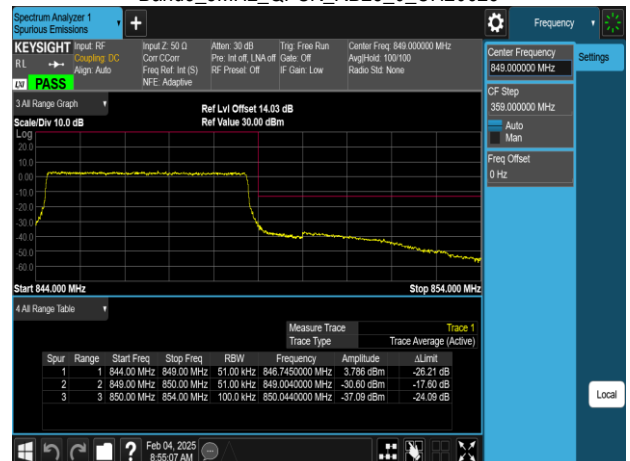 Spectrum Analyzer 1
Spurious Emissions
Frequency
KEYSIGHT
Input: RF
Input Z: 50 Ω
Atten: 30 dB
Trig: Free Run
Center Freq: 849.000000 MHz
RL
Coupling: DC
Corr CCorr
Pre: Int off, LNA off
Gate: Off
Avg|Hold: 100/100
Align: Auto
Freq Ref: Int (S)
RF Preset: Off
IF Gain: Low
Radio Std: None
NFE: Adaptive
LXI
PASS
Center Frequency
849.000000 MHz
Settings
CF Step
359.000000 MHz
Auto
Man
Freq Offset
0 Hz
Local
3 All Range Graph
Ref Lvl Offset 14.03 dB
Scale/Div 10.0 dB
Ref Value 30.00 dBm
Log
20.0
10.0
0.00
-10.0
-20.0
-30.0
-40.0
-50.0
-60.0
Start 844.000 MHz
Stop 854.000 MHz
4 All Range Table
Measure Trace Trace 1
Trace Type Trace Average (Active)
Spur Range Start Freq Stop Freq RBW Frequency Amplitude ΔLimit
1 1 844.00 MHz 849.00 MHz 51.00 kHz 846.7450000 MHz 3.786 dBm -26.21 dB
2 2 849.00 MHz 850.00 MHz 51.00 kHz 849.0040000 MHz -30.60 dBm -17.60 dB
3 3 850.00 MHz 854.00 MHz 100.0 kHz 850.0440000 MHz -37.09 dBm -24.09 dB
Feb 04, 2025
8:55:07 AM